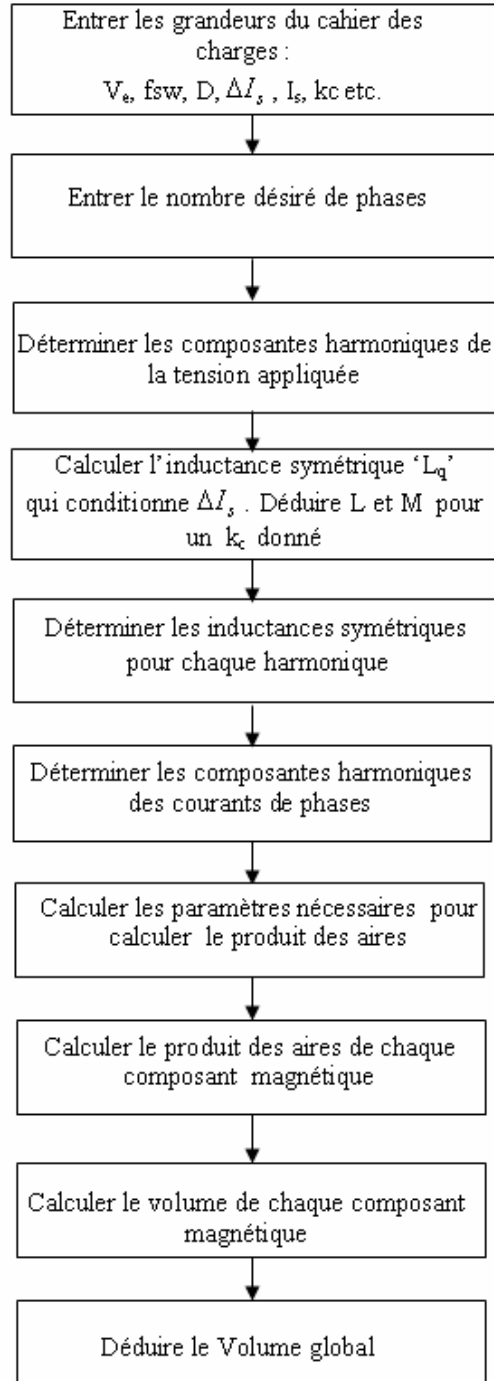 Entrer les grandeurs du cahier des
charges :
Vₑ, fsw, D, ΔIₛ , Iₛ, kc etc.
Entrer le nombre désiré de phases
Déterminer les composantes harmoniques de
la tension appliquée
Calculer l'inductance symétrique ‘L_q’
qui conditionne ΔIₛ . Déduire L et M pour
un k_c donné
Déterminer les inductances symétriques
pour chaque harmonique
Déterminer les composantes harmoniques
des courants de phases
Calculer les paramètres nécessaires pour
calculer le produit des aires
Calculer le produit des aires de chaque
composant magnétique
Calculer le volume de chaque composant
magnétique
Déduire le Volume global